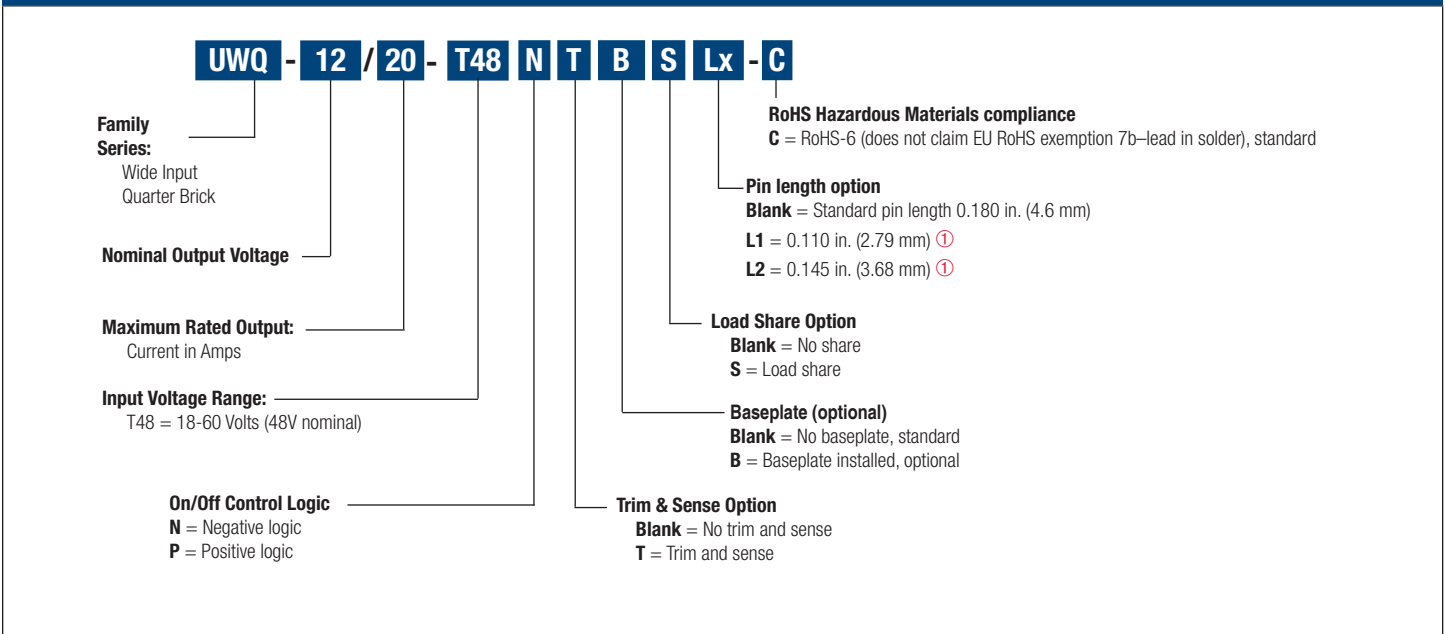 UWQ - 12 / 20 - T48 N T B S Lx - C
RoHS Hazardous Materials compliance
C = RoHS-6 (does not claim EU RoHS exemption 7b–lead in solder), standard
Family
Series:
Wide Input
Quarter Brick
Pin length option
Blank = Standard pin length 0.180 in. (4.6 mm)
L1 = 0.110 in. (2.79 mm) ①
L2 = 0.145 in. (3.68 mm) ①
Nominal Output Voltage
Maximum Rated Output:
Current in Amps
Load Share Option
Blank = No share
S = Load share
Input Voltage Range:
T48 = 18-60 Volts (48V nominal)
Baseplate (optional)
Blank = No baseplate, standard
B = Baseplate installed, optional
On/Off Control Logic
N = Negative logic
P = Positive logic
Trim & Sense Option
Blank = No trim and sense
T = Trim and sense